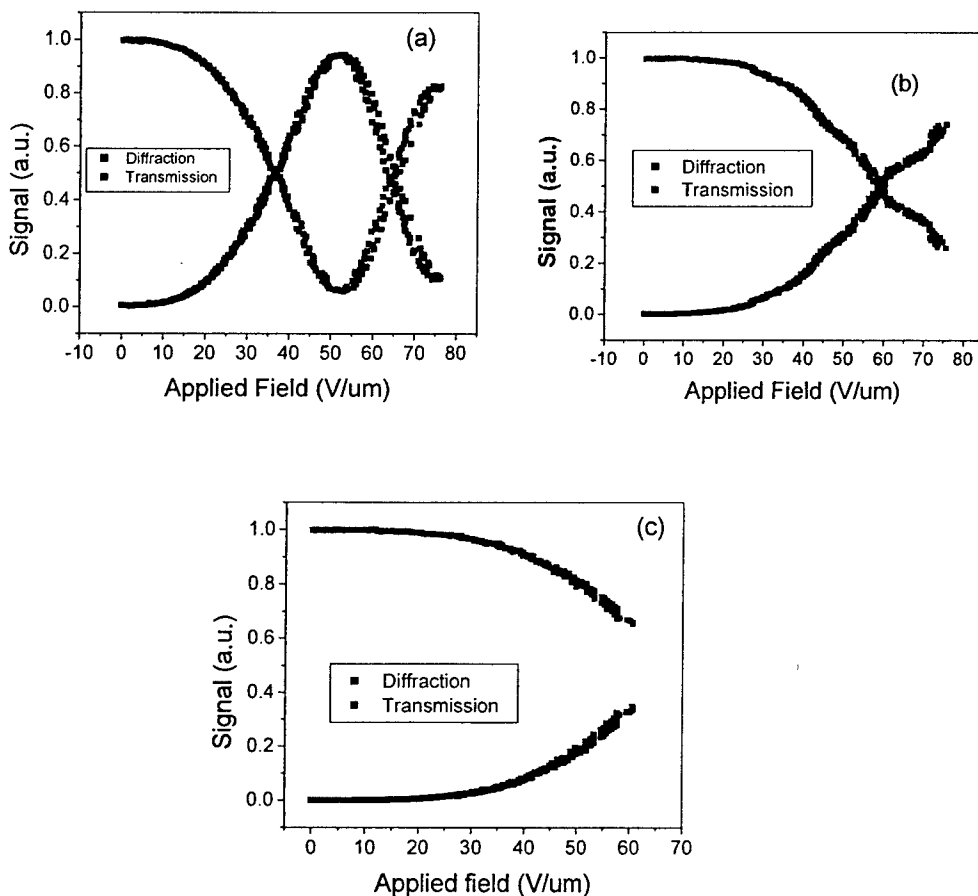 (a)
Signal (a.u.)
1.0
0.8
0.6
0.4
0.2
0.0
Diffraction
Transmission
-10 0 10 20 30 40 50 60 70 80
Applied Field (V/um)
(b)
Signal (a.u.)
1.0
0.8
0.6
0.4
0.2
0.0
Diffraction
Transmission
-10 0 10 20 30 40 50 60 70 80
Applied Field (V/um)
(c)
Signal (a.u.)
1.0
0.8
0.6
0.4
0.2
0.0
Diffraction
Transmission
0 10 20 30 40 50 60 70
Applied field (V/um)